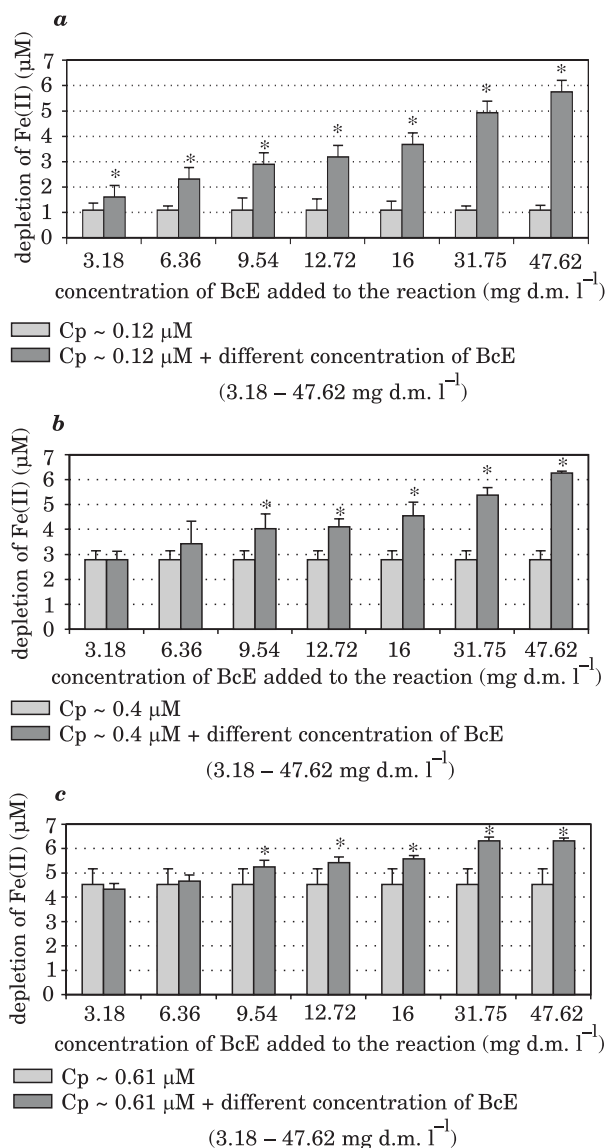 a
depletion of Fe(II) (µM)
7
6
5
4
3
2
1
0
* * * * * * *
3.18 6.36 9.54 12.72 16 31.75 47.62
concentration of BcE added to the reaction (mg d.m. l⁻¹)
Cp ~ 0.12 µM
Cp ~ 0.12 µM + different concentration of BcE
(3.18 – 47.62 mg d.m. l⁻¹)
b
depletion of Fe(II) (µM)
7
6
5
4
3
2
1
0
* * * * *
3.18 6.36 9.54 12.72 16 31.75 47.62
concentration of BcE added to the reaction (mg d.m. l⁻¹)
Cp ~ 0.4 µM
Cp ~ 0.4 µM + different concentration of BcE
(3.18 – 47.62 mg d.m. l⁻¹)
c
depletion of Fe(II) (µM)
7
6
5
4
3
2
1
0
* * * * *
3.18 6.36 9.54 12.72 16 31.75 47.62
concentration of BcE added to the reaction (mg d.m. l⁻¹)
Cp ~ 0.61 µM
Cp ~ 0.61 µM + different concentration of BcE
(3.18 – 47.62 mg d.m. l⁻¹)